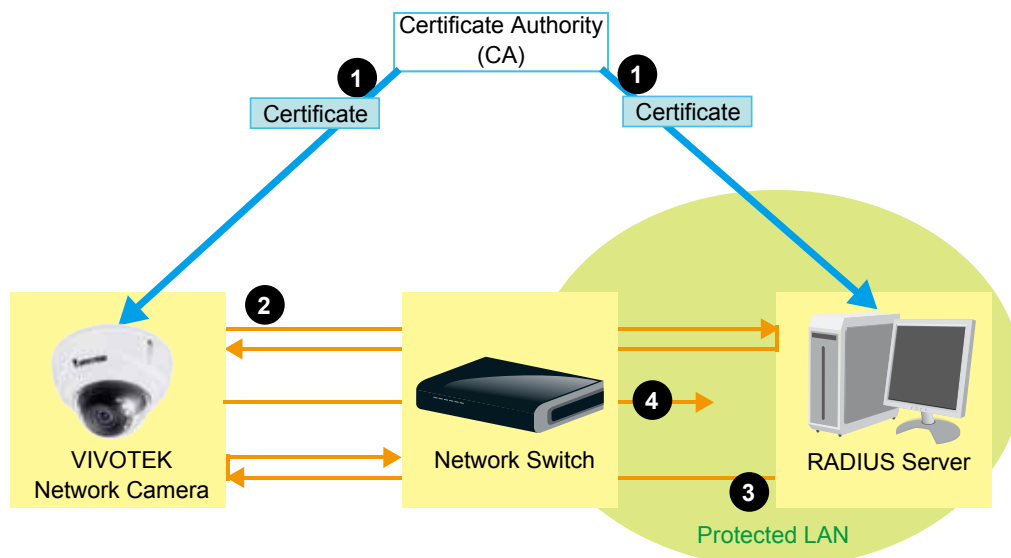 Certificate Authority
(CA)
1
1
Certificate
Certificate
2
4
VIVOTEK
Network Camera
Network Switch
RADIUS Server
3
Protected LAN